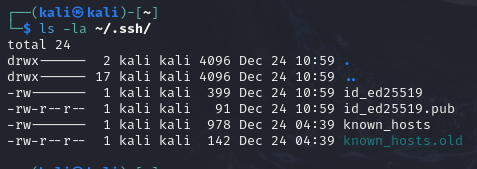 ┌──(kali㉿kali)-[~]
└─$ ls -la ~/.ssh/
total 24
drwx------  2 kali kali 4096 Dec 24 10:59 .
drwx------ 17 kali kali 4096 Dec 24 10:59 ..
-rw-------  1 kali kali  399 Dec 24 10:59 id_ed25519
-rw-r--r--  1 kali kali   91 Dec 24 10:59 id_ed25519.pub
-rw-------  1 kali kali  978 Dec 24 04:39 known_hosts
-rw-r--r--  1 kali kali  142 Dec 24 04:39 known_hosts.old
┌──(kali㉿kali)-[~]